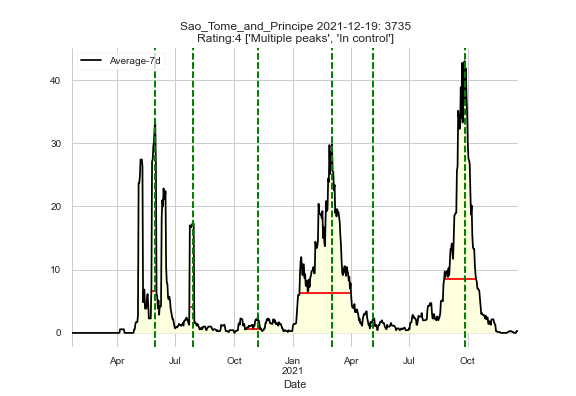 Sao_Tome_and_Principe 2021-12-19: 3735
Rating:4 ['Multiple peaks', 'In control']
Average-7d
40
30
20
10
0
Apr Jul Oct Jan Apr Jul Oct
2021
Date